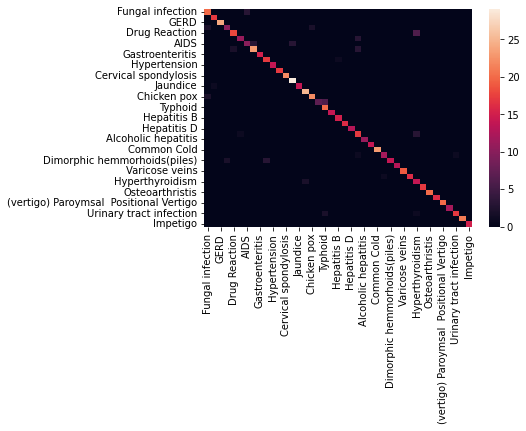 Fungal infection
GERD
Drug Reaction
AIDS
Gastroenteritis
Hypertension
Cervical spondylosis
Jaundice
Chicken pox
Typhoid
Hepatitis B
Hepatitis D
Alcoholic hepatitis
Common Cold
Dimorphic hemmorhoids(piles)
Varicose veins
Hyperthyroidism
Osteoarthristis
(vertigo) Paroymsal  Positional Vertigo
Urinary tract infection
Impetigo
Fungal infection
GERD
Drug Reaction
AIDS
Gastroenteritis
Hypertension
Cervical spondylosis
Jaundice
Chicken pox
Typhoid
Hepatitis B
Hepatitis D
Alcoholic hepatitis
Common Cold
Dimorphic hemmorhoids(piles)
Varicose veins
Hyperthyroidism
Osteoarthristis
(vertigo) Paroymsal  Positional Vertigo
Urinary tract infection
Impetigo
25
20
15
10
5
0